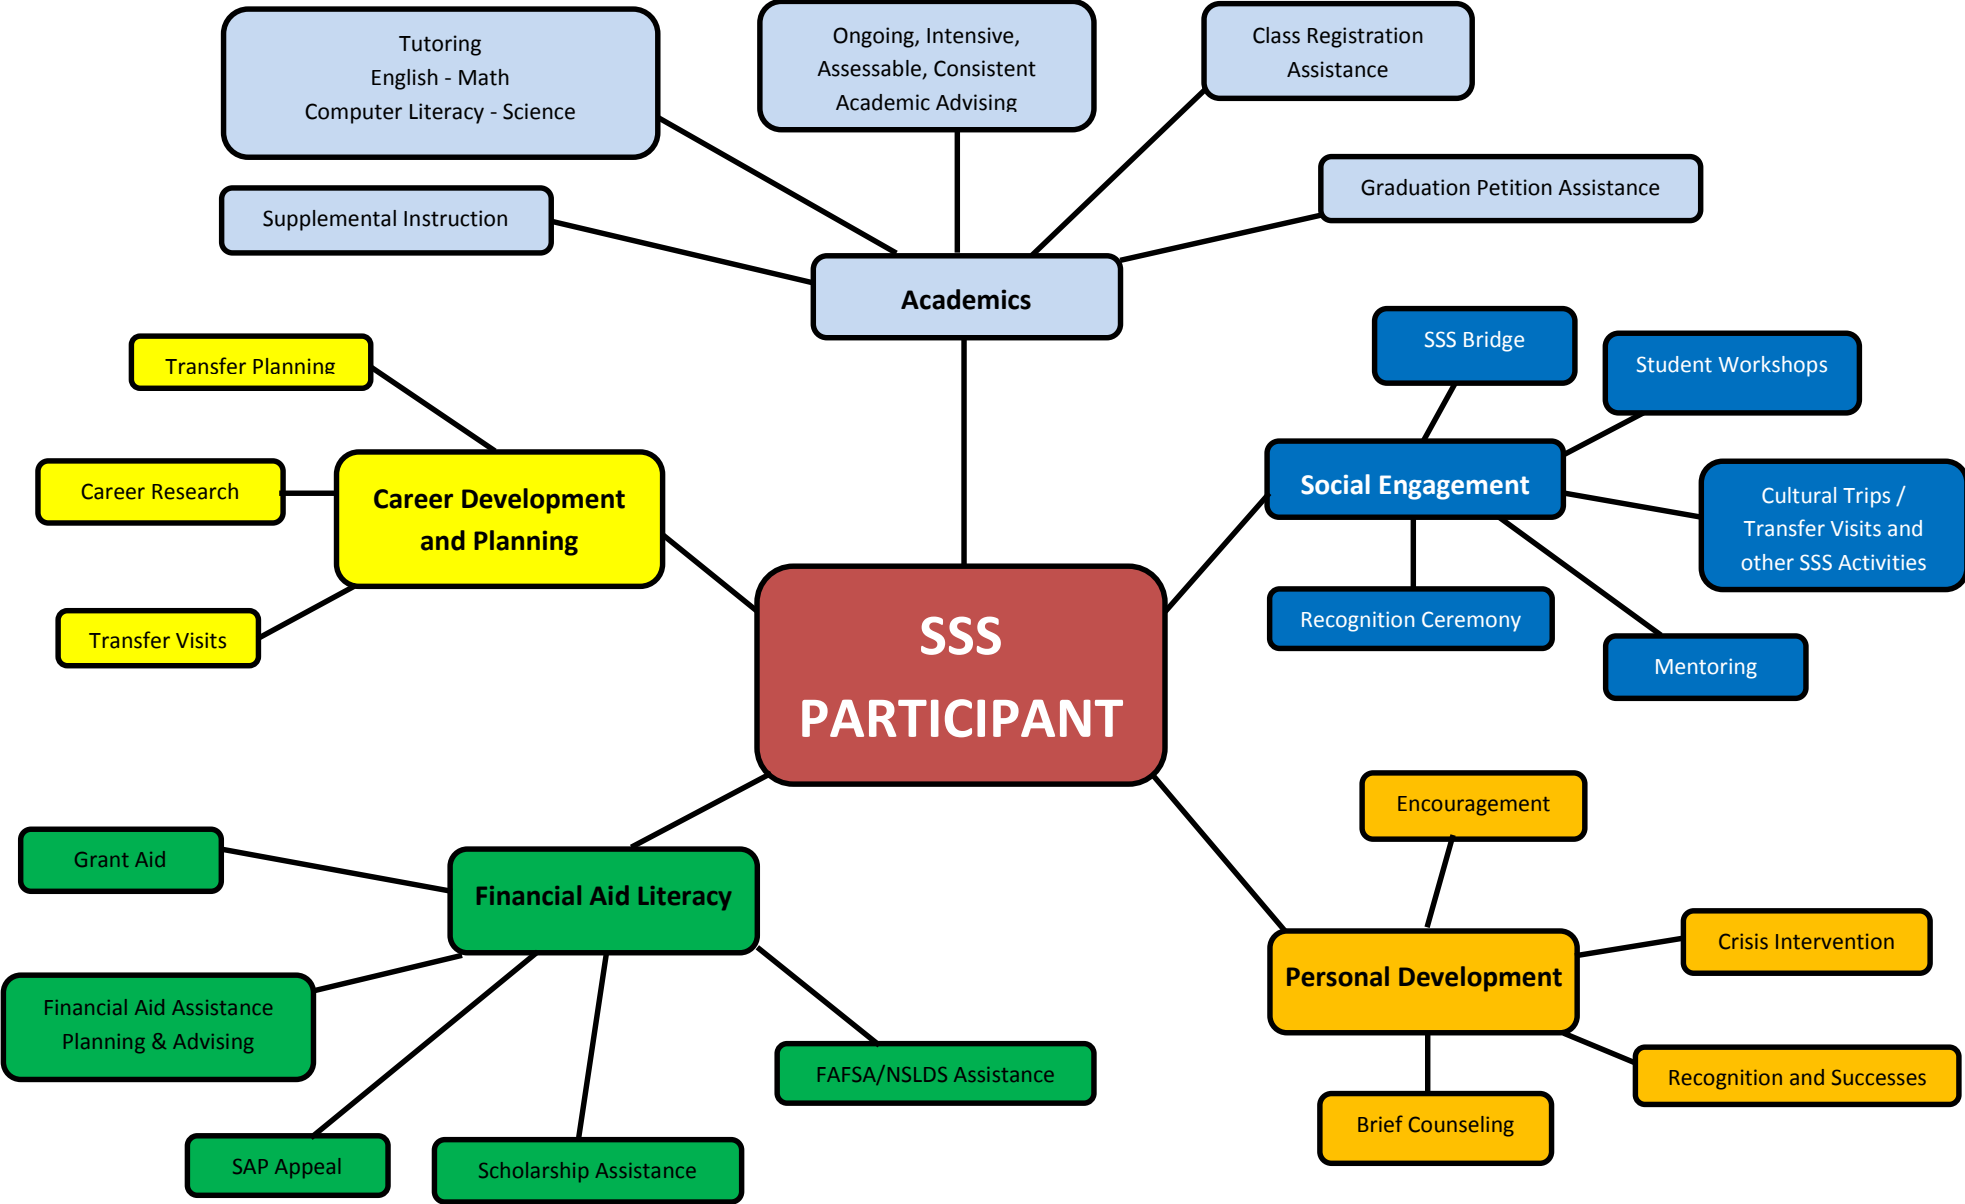 Tutoring
English - Math
Computer Literacy - Science
Ongoing, Intensive,
Assessable, Consistent
Academic Advising
Class Registration
Assistance
Supplemental Instruction
Graduation Petition Assistance
Academics
Transfer Planning
Career Research
Career Development
and Planning
Transfer Visits
SSS Bridge
Student Workshops
Social Engagement
Cultural Trips /
Transfer Visits and
other SSS Activities
Recognition Ceremony
Mentoring
SSS
PARTICIPANT
Grant Aid
Financial Aid Literacy
Financial Aid Assistance
Planning & Advising
FAFSA/NSLDS Assistance
SAP Appeal
Scholarship Assistance
Encouragement
Crisis Intervention
Personal Development
Recognition and Successes
Brief Counseling